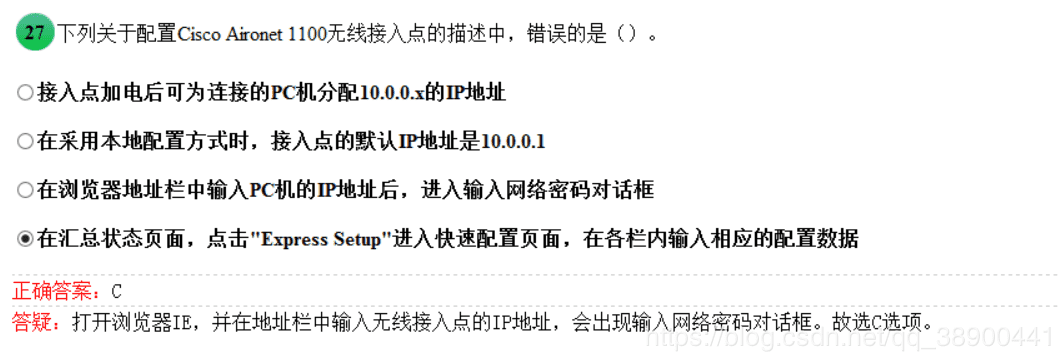 27 下列关于配置Cisco Aironet 1100无线接入点的描述中，错误的是（）。
接入点加电后可为连接的PC机分配10.0.0.x的IP地址
在采用本地配置方式时，接入点的默认IP地址是10.0.0.1
在浏览器地址栏中输入PC机的IP地址后，进入输入网络密码对话框
在汇总状态页面，点击"Express Setup"进入快速配置页面，在各栏内输入相应的配置数据
正确答案：C
答疑：打开浏览器IE，并在地址栏中输入无线接入点的IP地址，会出现输入网络密码对话框。故选C选项。
https://blog.csdn.net/qq_38900441